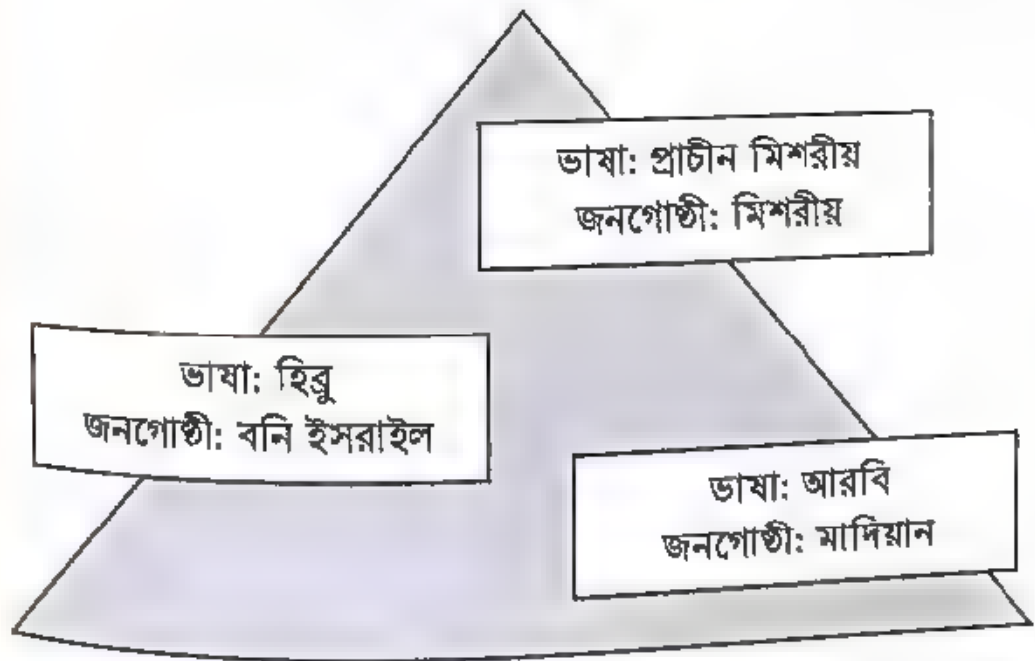 ভাষা: প্রাচীন মিশরীয়
জনগোষ্ঠী: মিশরীয়
ভাষা: হিব্রু
জনগোষ্ঠী: বনি ইসরাইল
ভাষা: আরবি
জনগোষ্ঠী: মাদিয়ান